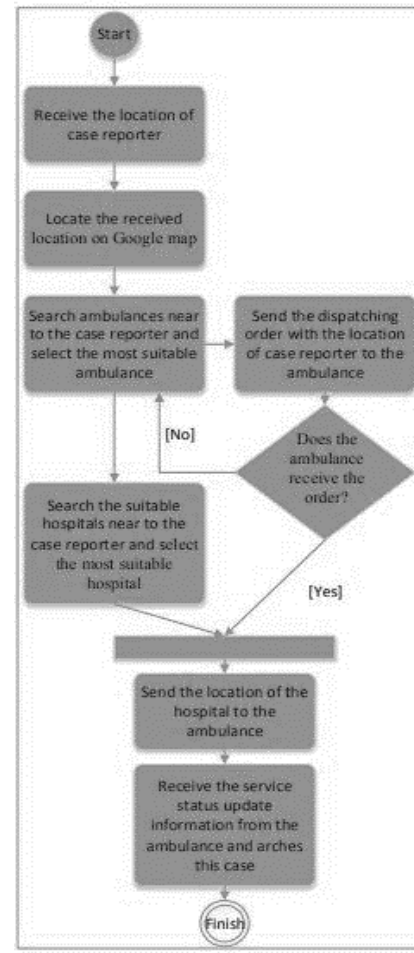 Start
Receive the location of
case reporter
Locate the received
location on Google map
Search ambulances near
to the case reporter and
select the most suitable
ambulance
Send the dispatching
order with the location
of case reporter to the
ambulance
[No]
Does the
ambulance
receive the
order?
Search the suitable
hospitals near to the
case reporter and select
the most suitable
hospital
[Yes]
Send the location of the
hospital to the
ambulance
Receive the service
status update
information from the
ambulance and arches
this case
Finish